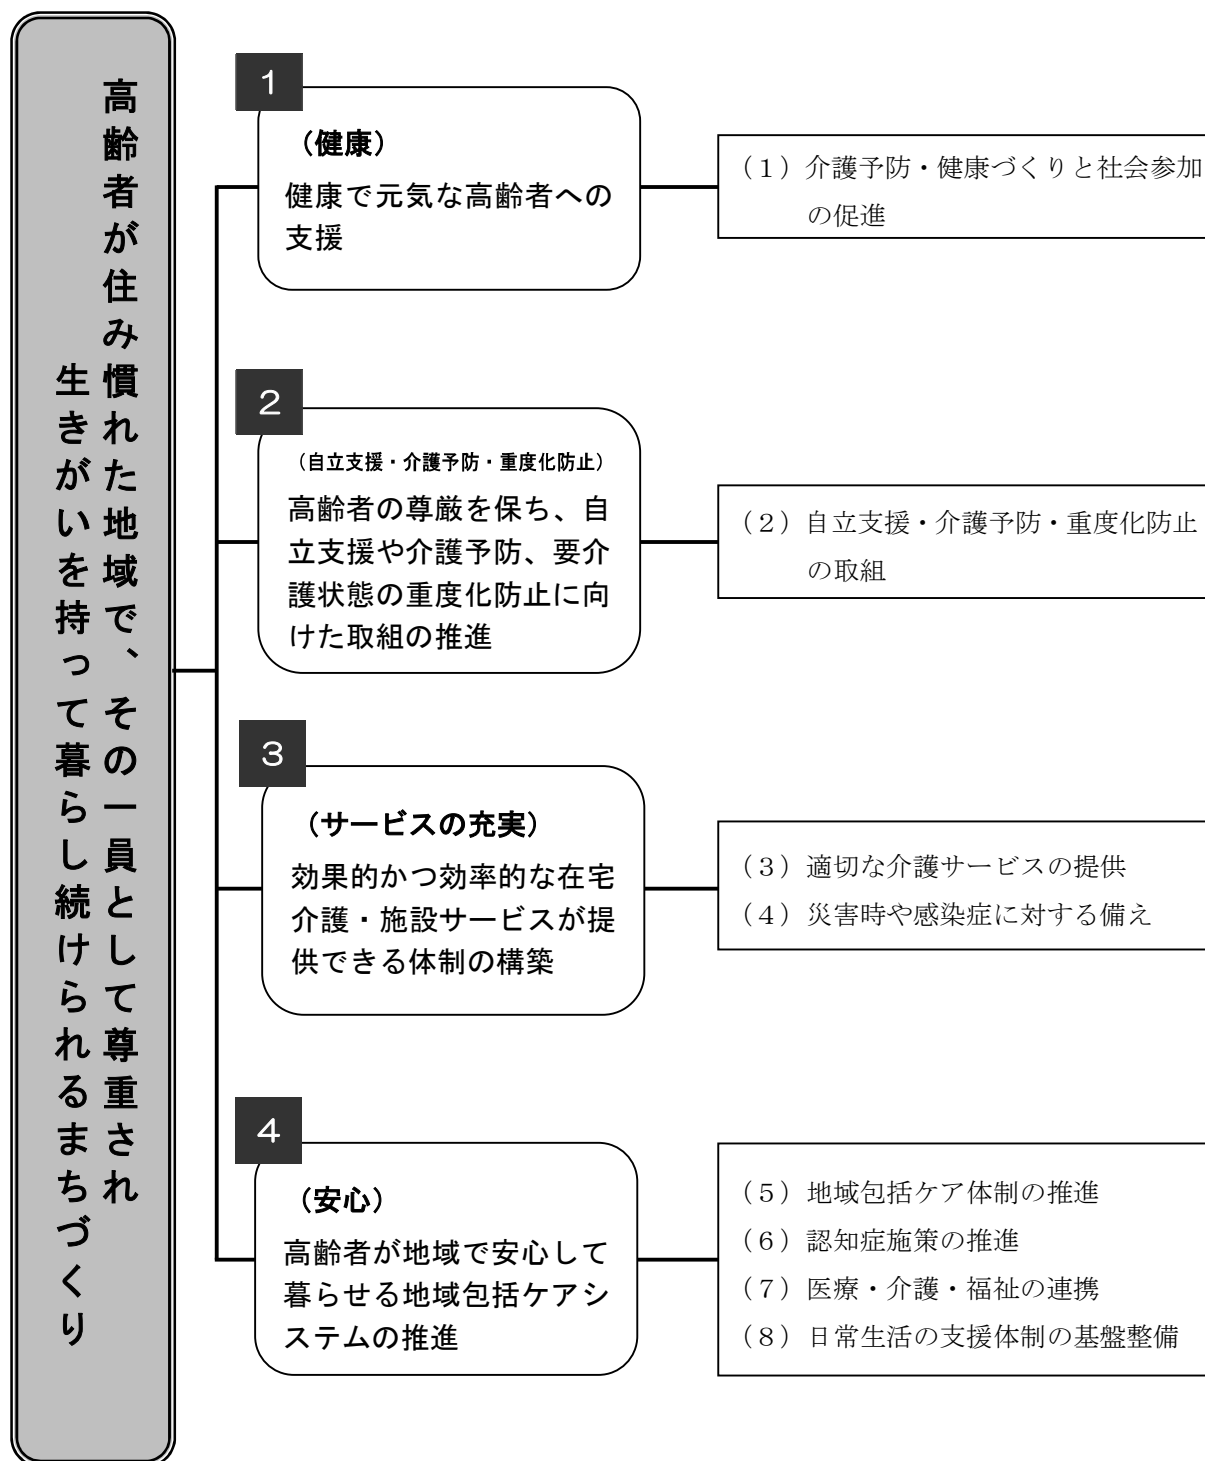 高齢者が住み慣れた地域で、その一員として尊重され
生きがいを持って暮らし続けられるまちづくり
1
（健康）
健康で元気な高齢者への
支援
（１）介護予防・健康づくりと社会参加
の促進
2
（自立支援・介護予防・重度化防止）
高齢者の尊厳を保ち、自
立支援や介護予防、要介
護状態の重度化防止に向
けた取組の推進
（２）自立支援・介護予防・重度化防止
の取組
3
（サービスの充実）
効果的かつ効率的な在宅
介護・施設サービスが提
供できる体制の構築
（３）適切な介護サービスの提供
（４）災害時や感染症に対する備え
4
（安心）
高齢者が地域で安心して
暮らせる地域包括ケアシ
ステムの推進
（５）地域包括ケア体制の推進
（６）認知症施策の推進
（７）医療・介護・福祉の連携
（８）日常生活の支援体制の基盤整備